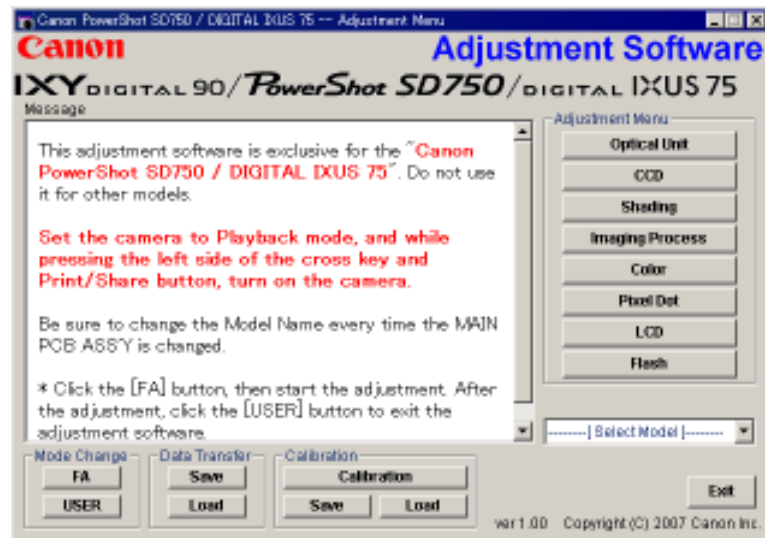 Canon PowerShot SD750 / DIGITAL IXUS 75 -- Adjustment Menu
Canon
Adjustment Software
IXY DIGITAL 90/PowerShot SD750/DIGITAL IXUS 75
Message
This adjustment software is exclusive for the "Canon
PowerShot SD750 / DIGITAL IXUS 75". Do not use
it for other models.
Set the camera to Playback mode, and while
pressing the left side of the cross key and
Print/Share button, turn on the camera.
Be sure to change the Model Name every time the MAIN
PCB ASS'Y is changed.
* Click the [FA] button, then start the adjustment. After
the adjustment, click the [USER] button to exit the
adjustment software.
Adjustment Menu
Optical Unit
CCD
Shading
Imaging Process
Color
Pixel Dot
LCD
Flash
--------[ Select Model ]--------
Mode Change
FA
USER
Data Transfer
Save
Load
Calibration
Calibration
Save Load
Exit
ver 1.00 Copyright (C) 2007 Canon Inc.